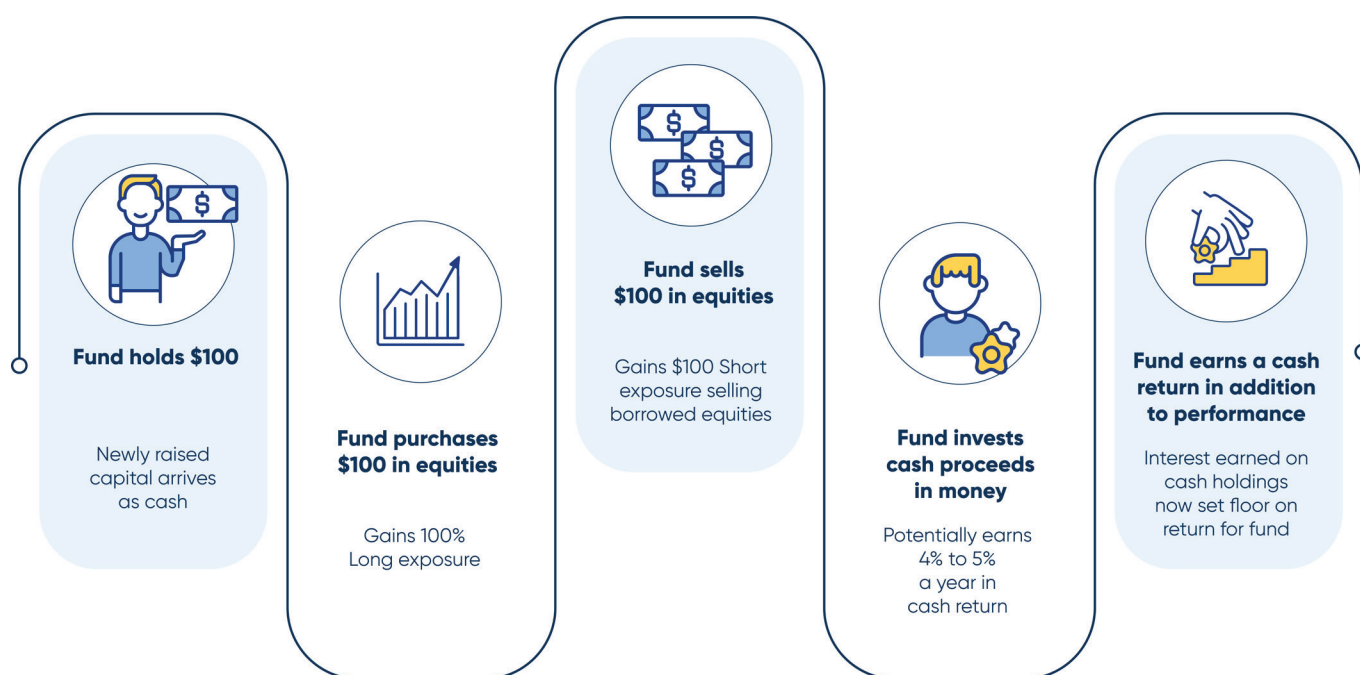 Fund holds $100
Newly raised
capital arrives
as cash
Fund purchases
$100 in equities
Gains 100%
Long exposure
$
$
$
$
Fund sells
$100 in equities
Gains $100 Short
exposure selling
borrowed equities
Fund invests
cash proceeds
in money
Potentially earns
4% to 5%
a year in
cash return
Fund earns a cash
return in addition
to performance
Interest earned on
cash holdings
now set floor on
return for fund